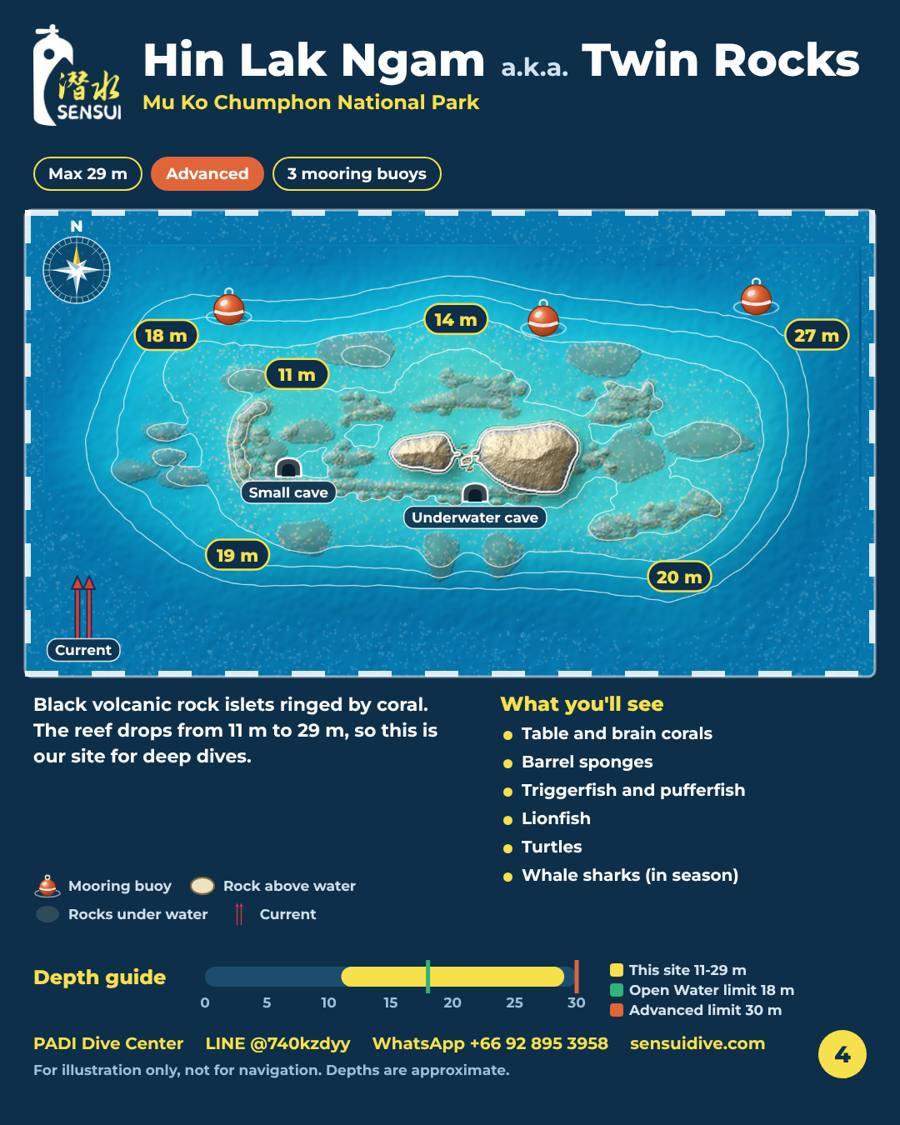 潜水
SENSUI
Hin Lak Ngam a.k.a. Twin Rocks
Mu Ko Chumphon National Park
Max 29 m
Advanced
3 mooring buoys
N
18 m
14 m
27 m
11 m
Small cave
Underwater cave
19 m
20 m
Current
Black volcanic rock islets ringed by coral.
The reef drops from 11 m to 29 m, so this is
our site for deep dives.
What you'll see
Table and brain corals
Barrel sponges
Triggerfish and pufferfish
Lionfish
Turtles
Whale sharks (in season)
Mooring buoy
Rock above water
Rocks under water
Current
Depth guide
0 5 10 15 20 25 30
This site 11-29 m
Open Water limit 18 m
Advanced limit 30 m
PADI Dive Center LINE @740kzdyy WhatsApp +66 92 895 3958 sensuidive.com
For illustration only, not for navigation. Depths are approximate.
4